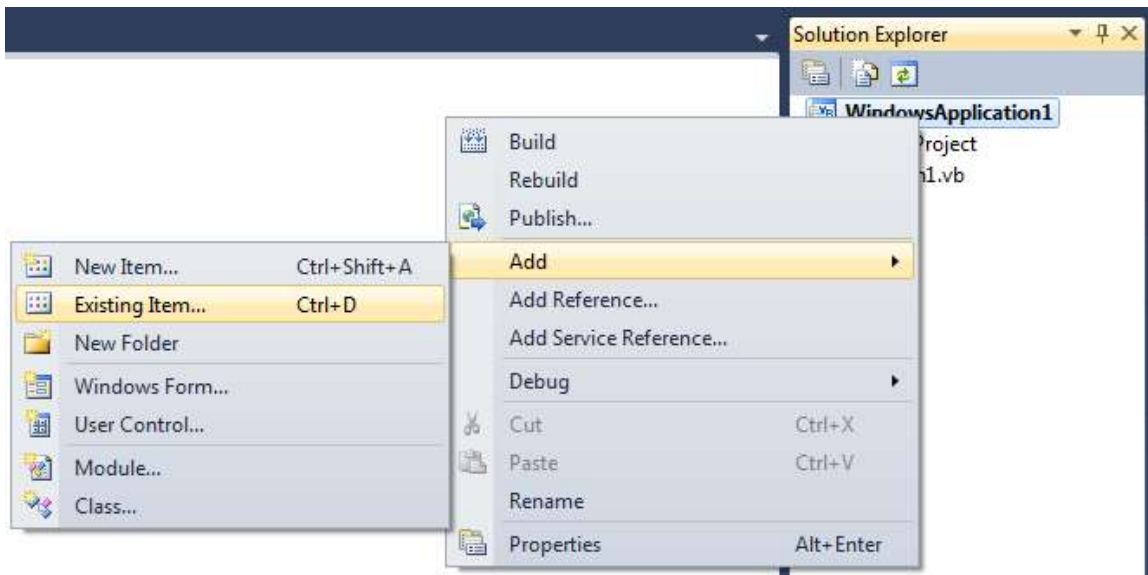 Solution Explorer
WindowsApplication1
Project
1.vb
Build
Rebuild
Publish...
Add
Add Reference...
Add Service Reference...
Debug
Cut Ctrl+X
Paste Ctrl+V
Rename
Properties Alt+Enter
New Item... Ctrl+Shift+A
Existing Item... Ctrl+D
New Folder
Windows Form...
User Control...
Module...
Class...